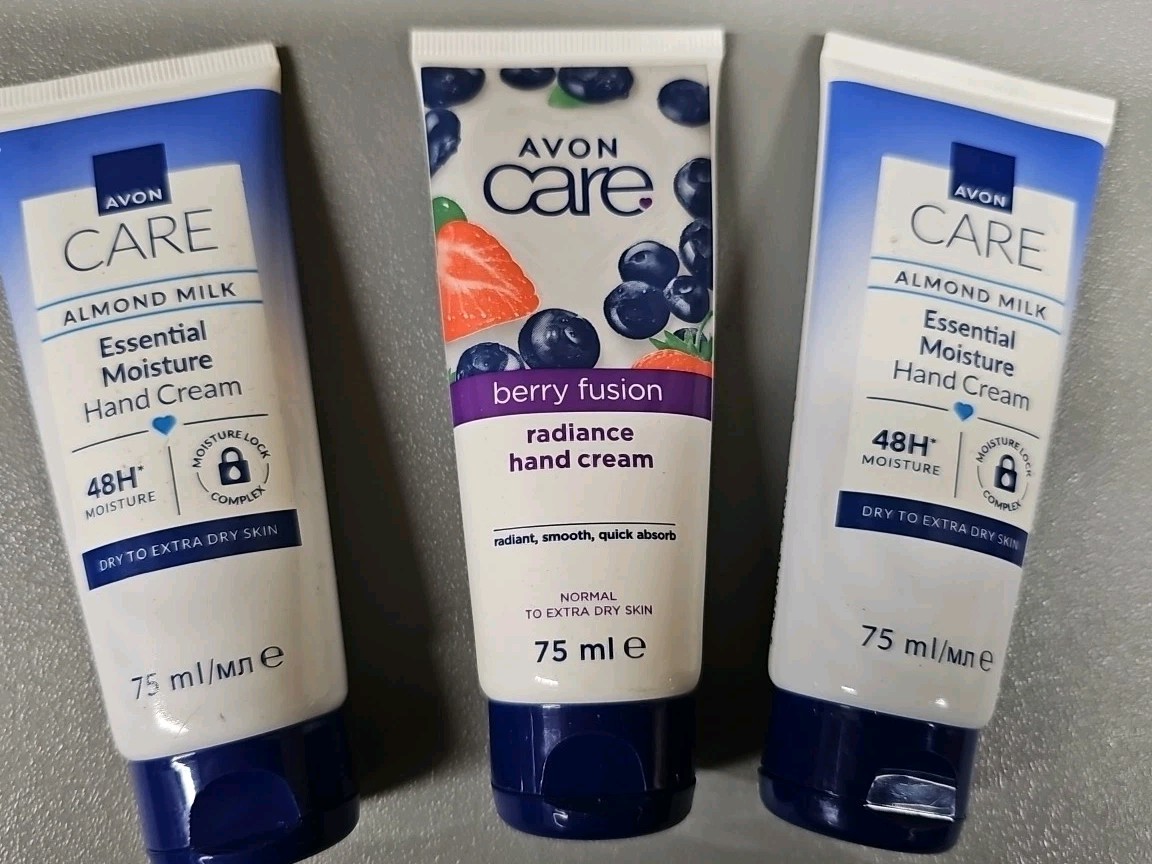 AVON
CARE
ALMOND MILK
Essential
Moisture
Hand Cream
48H*
MOISTURE
MOISTURE LOCK
COMPLEX
DRY TO EXTRA DRY SKIN
75 ml/мл e
AVON
care
berry fusion
radiance
hand cream
radiant, smooth, quick absorb
NORMAL
TO EXTRA DRY SKIN
75 ml e
AVON
CARE
ALMOND MILK
Essential
Moisture
Hand Cream
48H*
MOISTURE
MOISTURE LOCK
COMPLEX
DRY TO EXTRA DRY SKIN
75 ml/мл e